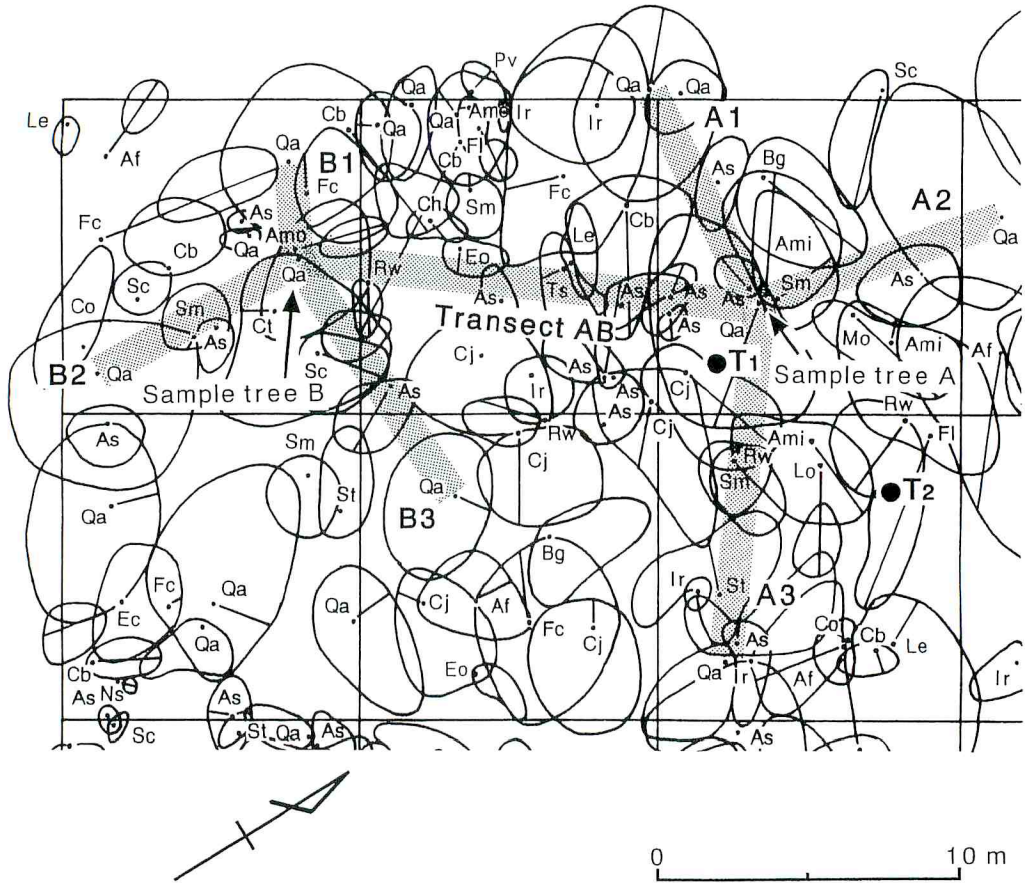 Pv
Sc
Qa
Qa
Le
Cb
Qa
Qa
Amo
Ir
Ir
A1
Af
Qa
B1
Cb
Fl
As
Bg
A2
Fc
Ch
Sm
Fc
Cb
Qa
As
Fc
Cb
Qa
Amo
Le
Ami
Qa
Rw
Eo
As
Sc
Ts
As
As
Sm
Co
Sm
Ct
As
Transect AB
As
Qa
Mo
Ami
Af
As
Sc
Cj
T1
B2
Qa
Sample tree B
Ir
As
As
Cj
Sample tree A
As
As
Cj
Rw
Rw
Fl
As
Sm
Cj
Ami
Rw
Sm
Lo
Qa
St
Qa
B3
T2
Bg
Ec
Fc
Qa
Qa
Cj
Af
Fc
Cj
Ir
St
A3
Co
Cb
Le
Qa
As
Cb
As
Ns
Eo
Qa
Ir
Af
Ir
As
Sc
St
Qa
As
As
0
10 m